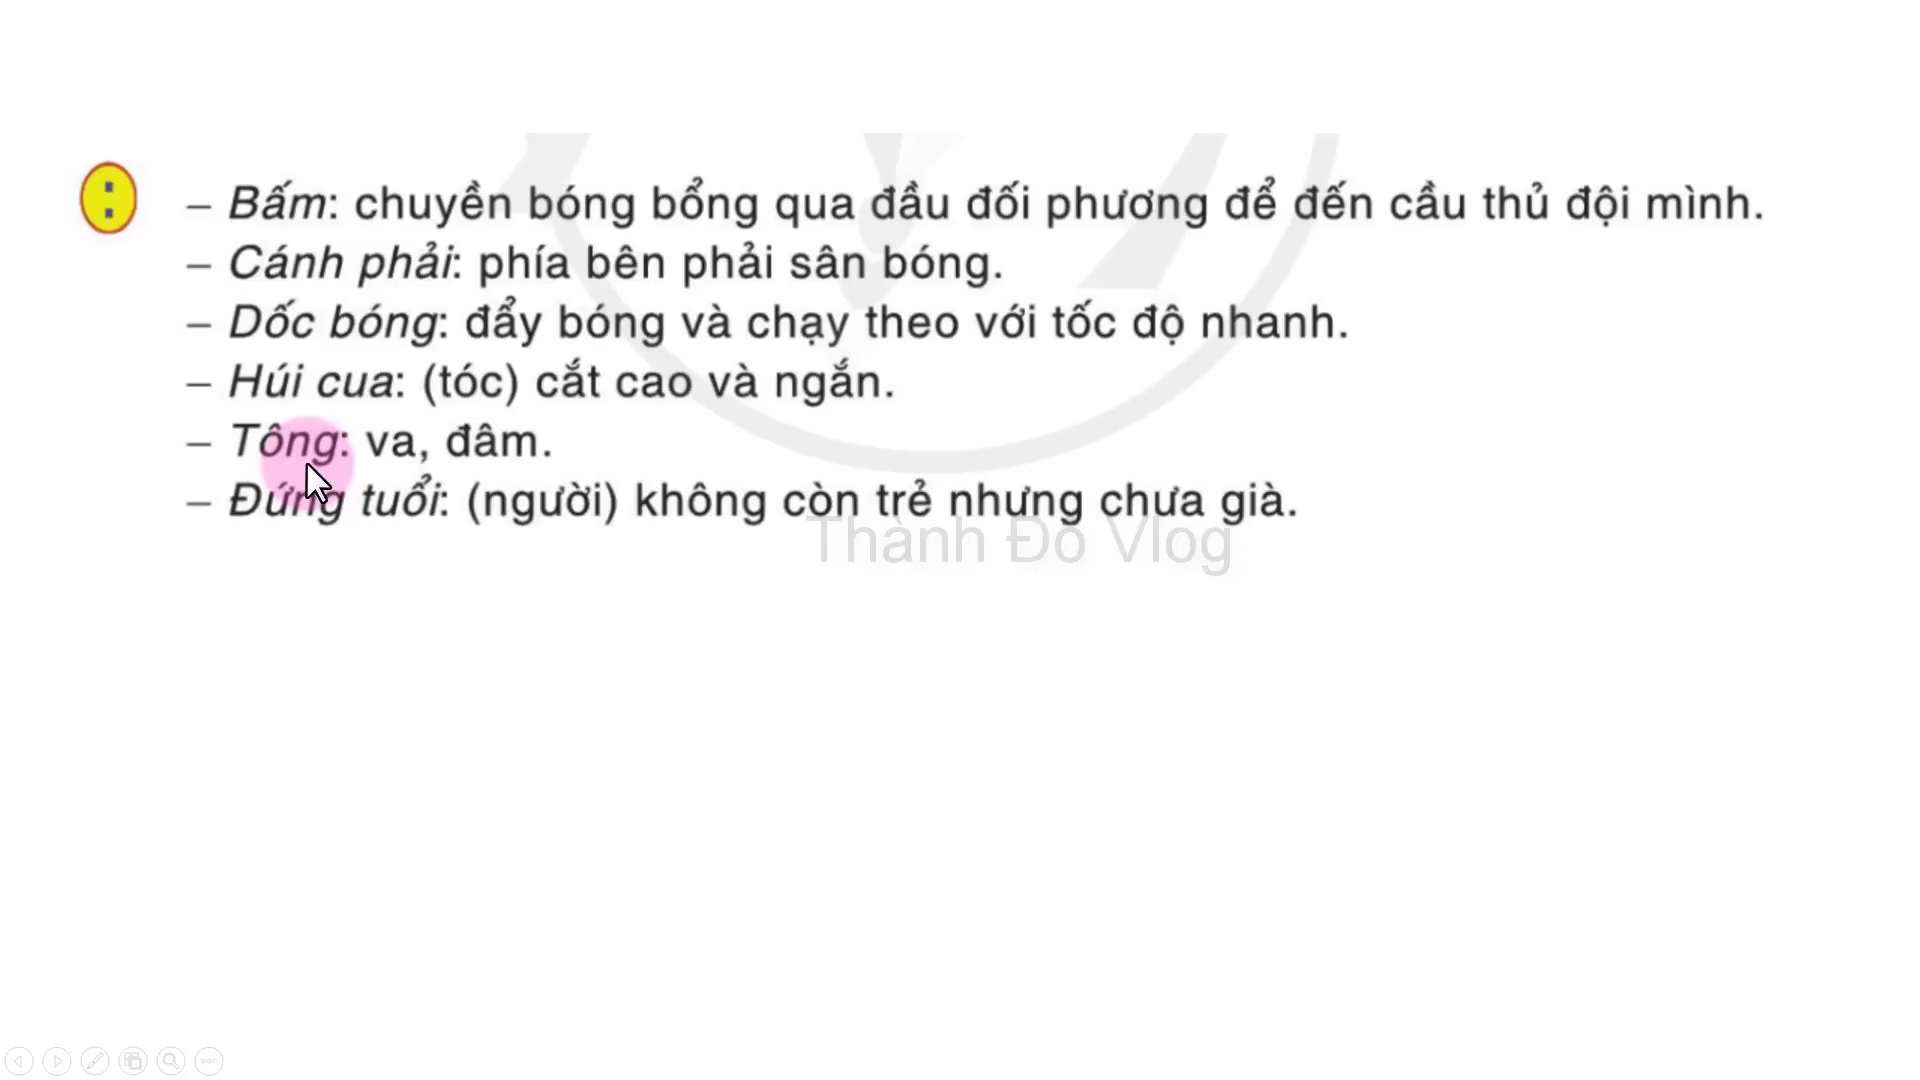 – Bấm: chuyền bóng bổng qua đầu đối phương để đến cầu thủ đội mình.
– Cánh phải: phía bên phải sân bóng.
– Dốc bóng: đẩy bóng và chạy theo với tốc độ nhanh.
– Húi cua: (tóc) cắt cao và ngắn.
– Tông: va, đâm.
– Đứng tuổi: (người) không còn trẻ nhưng chưa già.
Thành Đô Vlog